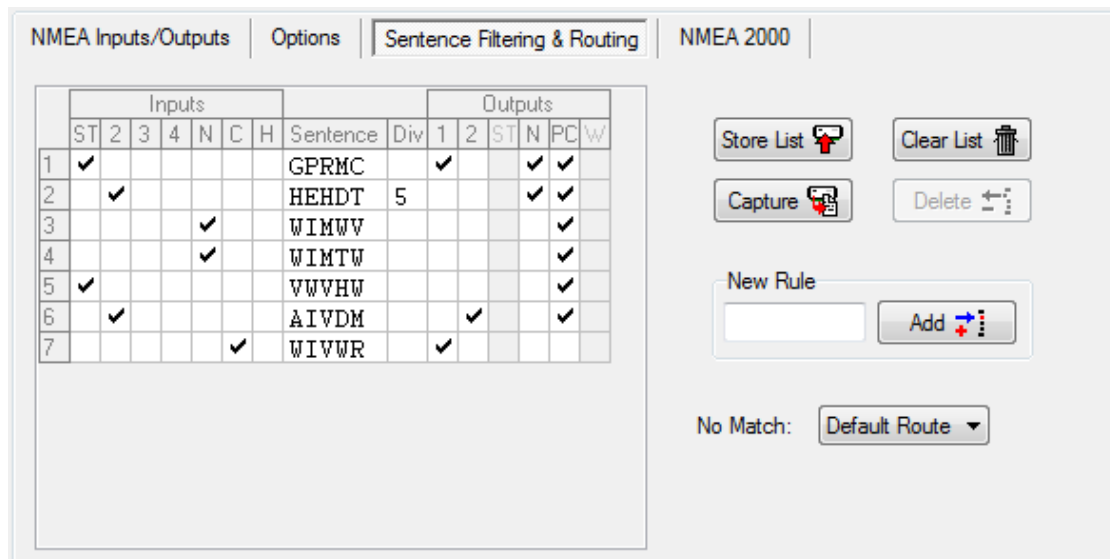 NMEA Inputs/Outputs Options Sentence Filtering & Routing NMEA 2000
Inputs Outputs
ST 2 3 4 N C H Sentence Div 1 2 ST N PC W
1 ✔ GPRMC ✔ ✔ ✔
2 ✔ HEHDT 5 ✔ ✔
3 ✔ WIMWV ✔
4 ✔ WIMTW ✔
5 ✔ VWVHW ✔
6 ✔ AIVDM ✔ ✔
7 ✔ WIVWR ✔
Store List Clear List
Capture Delete
New Rule
Add
No Match: Default Route